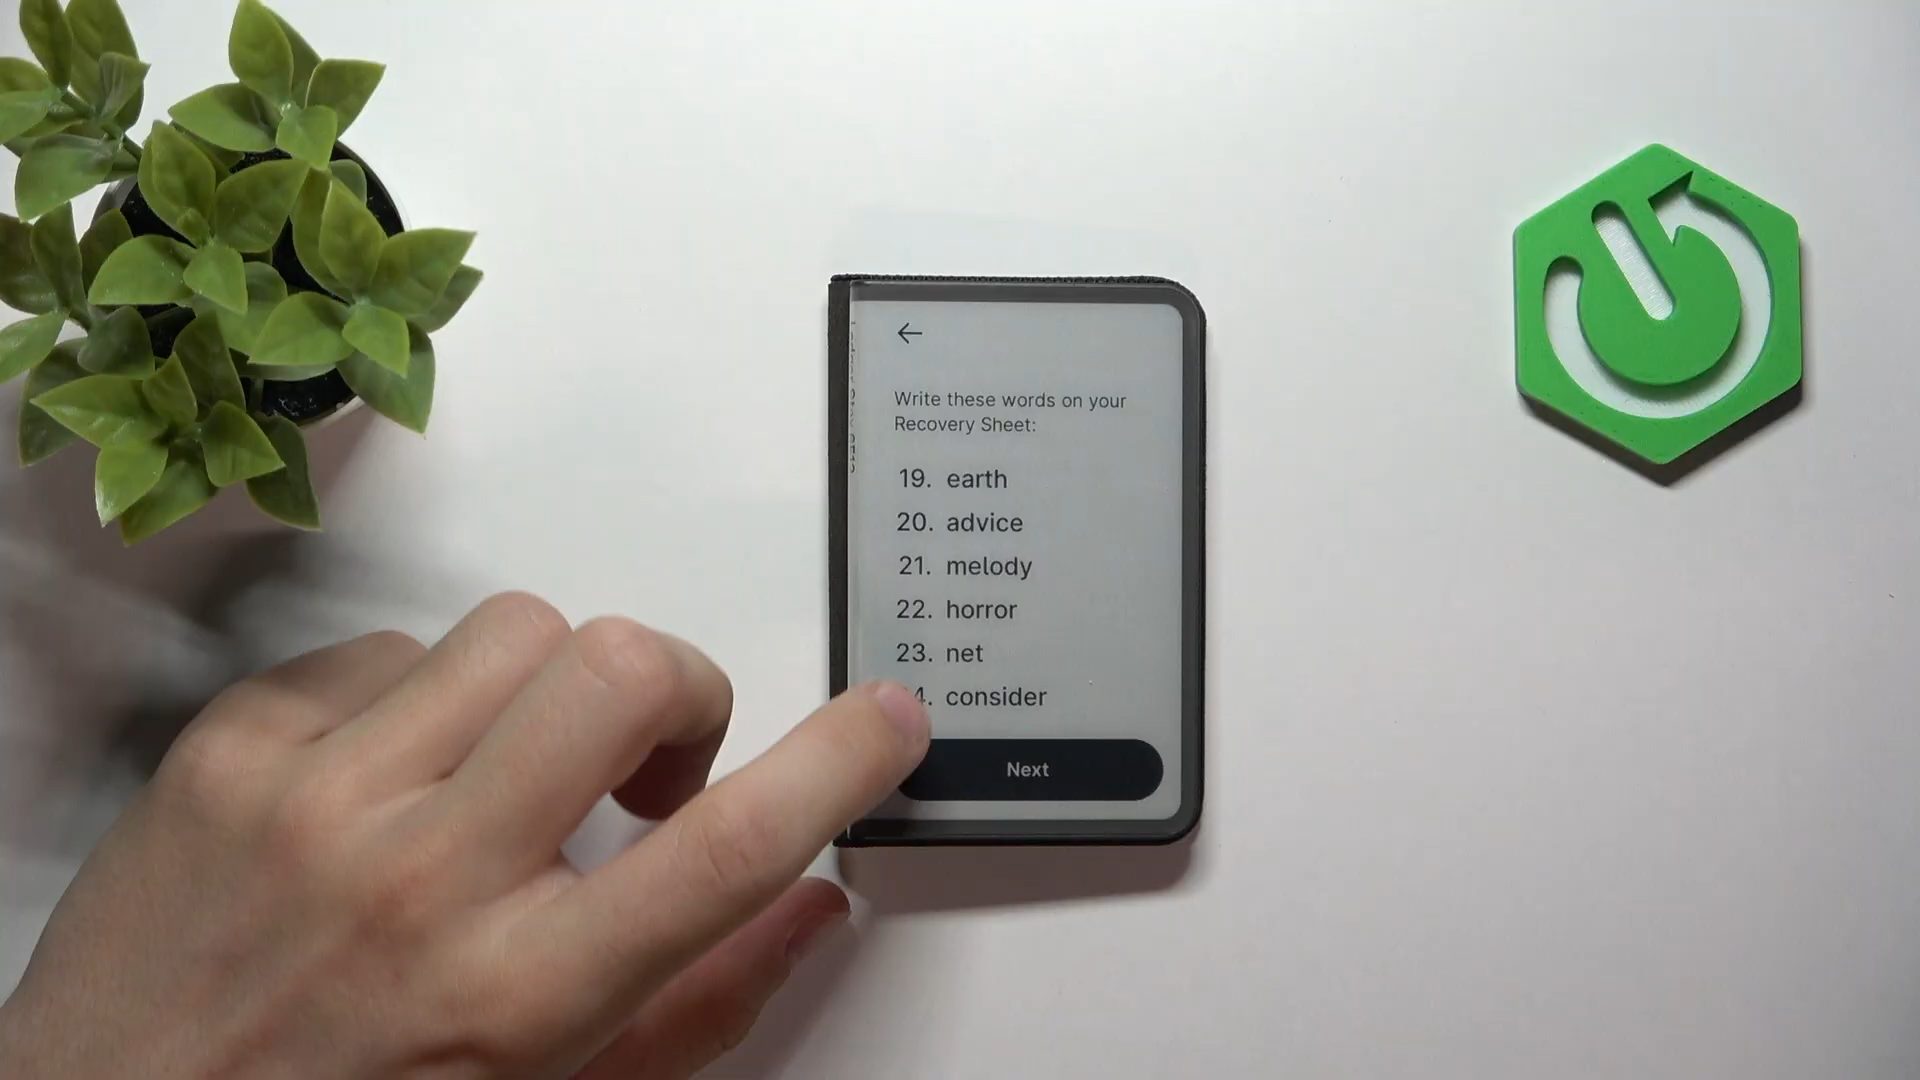 Write these words on your
Recovery Sheet:
19. earth
20. advice
21. melody
22. horror
23. net
4. consider
Next